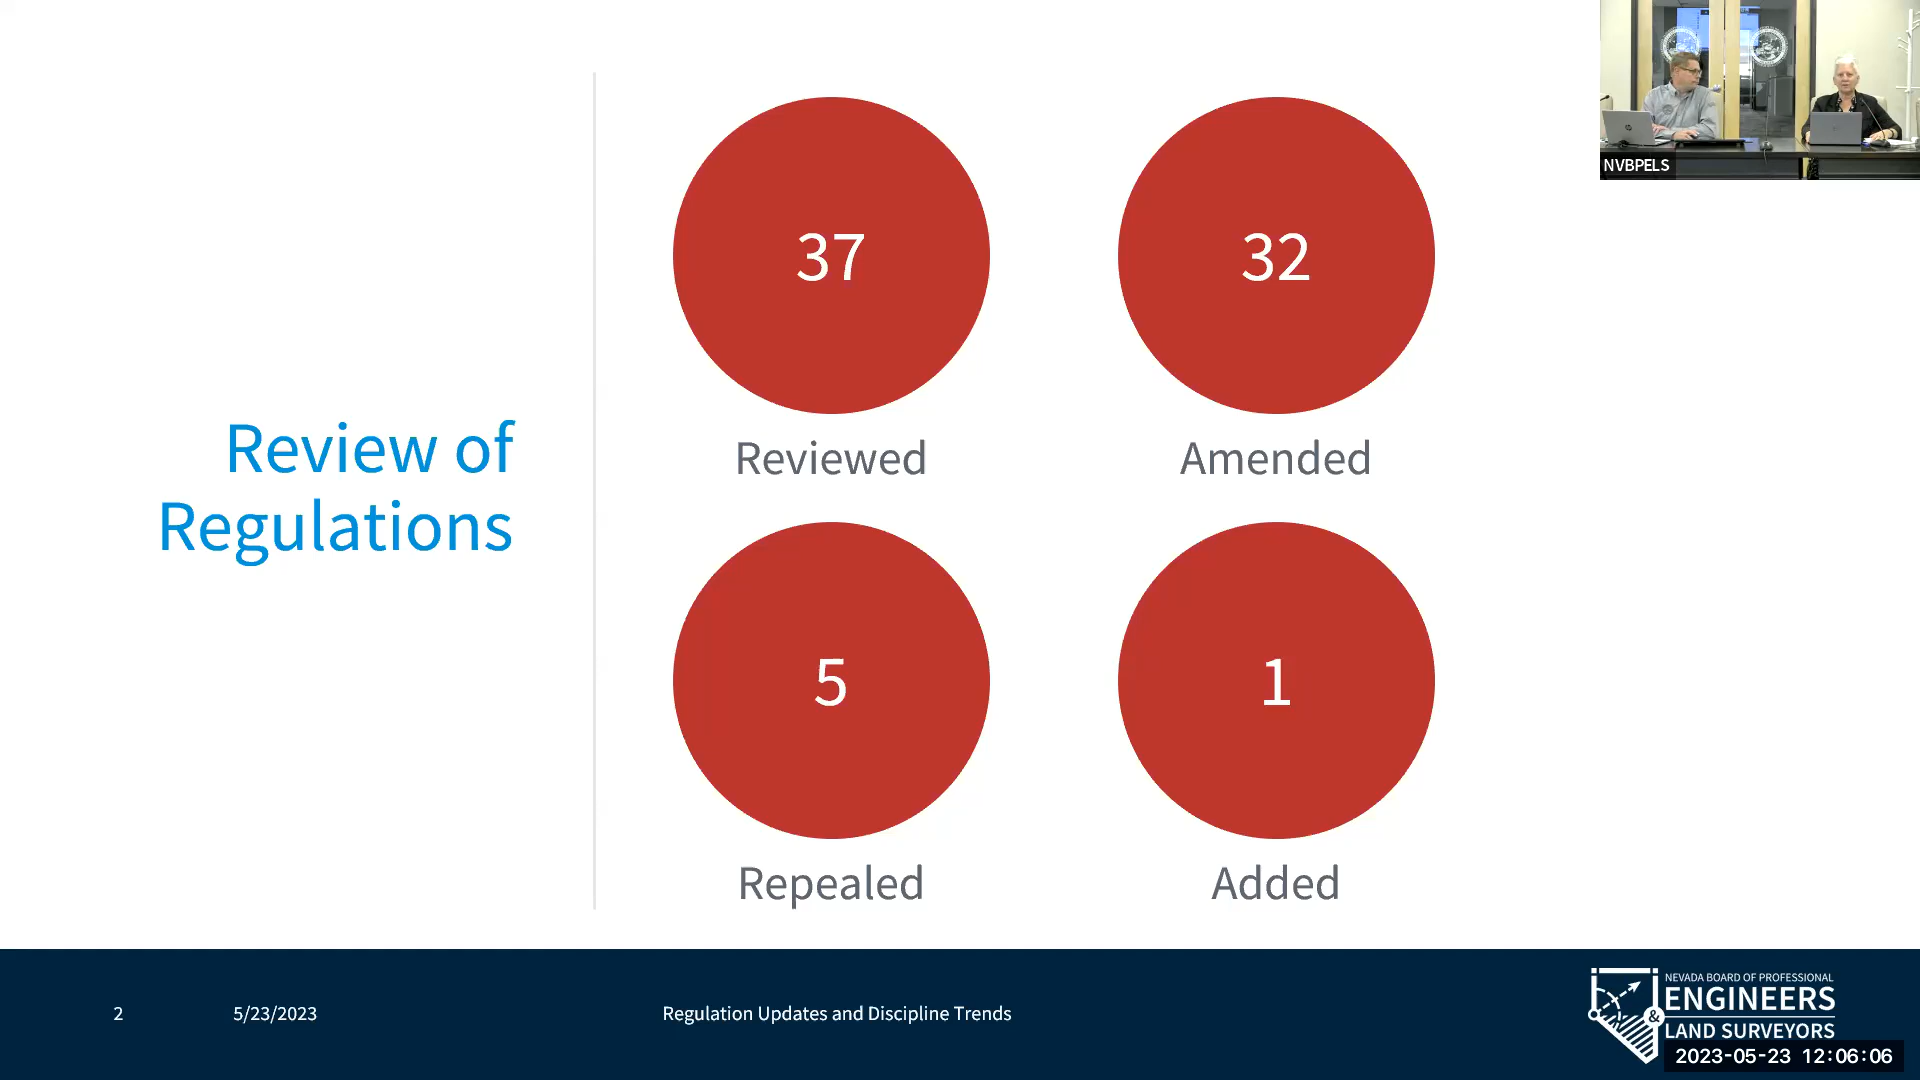 Review of
Regulations
37
Reviewed
32
Amended
5
Repealed
1
Added
NVBPELS
2
5/23/2023
Regulation Updates and Discipline Trends
NEVADA BOARD OF PROFESSIONAL
ENGINEERS
&
LAND SURVEYORS
2023-05-23 12:06:06